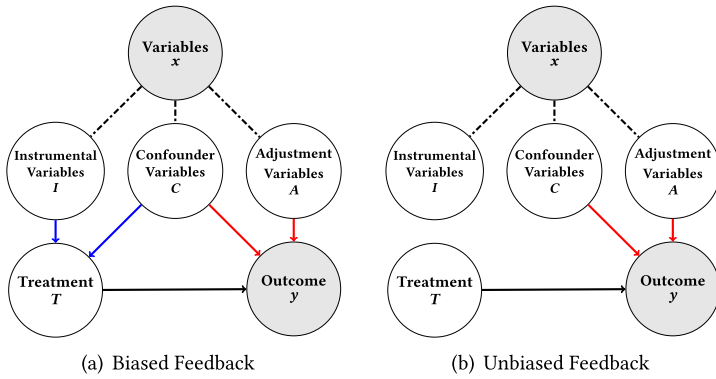 Variables
x
Instrumental
Variables
I
Confounder
Variables
C
Adjustment
Variables
A
Treatment
T
Outcome
y
(a) Biased Feedback
Variables
x
Instrumental
Variables
I
Confounder
Variables
C
Adjustment
Variables
A
Treatment
T
Outcome
y
(b) Unbiased Feedback